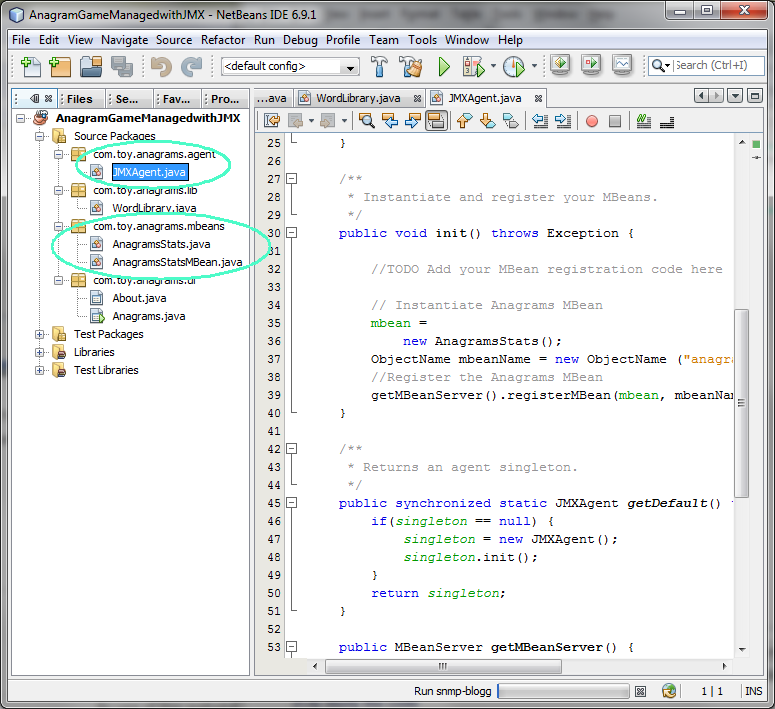 AnagramGameManagedwithJMX - NetBeans IDE 6.9.1
File Edit View Navigate Source Refactor Run Debug Profile Team Tools Window Help
<default config> Search (Ctrl+I)
Files Se... Fav... Pro...
AnagramGameManagedwithJMX
Source Packages
com.toy.anagrams.agent
JMXAgent.java
com.toy.anagrams.lib
WordLibrary.java
com.toy.anagrams.mbeans
AnagramsStats.java
AnagramsStatsMBean.java
com.toy.anagrams.ui
About.java
Anagrams.java
Test Packages
Libraries
Test Libraries
...ava WordLibrary.java JMXAgent.java
25 }
26
27 /**
28 * Instantiate and register your MBeans.
29 */
30 public void init() throws Exception {
31
32 //TODO Add your MBean registration code here
33
34 // Instantiate Anagrams MBean
35 mbean =
36 new AnagramsStats();
37 ObjectName mbeanName = new ObjectName ("anagra
38 //Register the Anagrams MBean
39 getMBeanServer().registerMBean(mbean, mbeanNam
40 }
41
42 /**
43 * Returns an agent singleton.
44 */
45 public synchronized static JMXAgent getDefault()
46 if(singleton == null) {
47 singleton = new JMXAgent();
48 singleton.init();
49 }
50 return singleton;
51 }
52
53 public MBeanServer getMBeanServer() {
Run snmp-blogg 1 | 1 INS